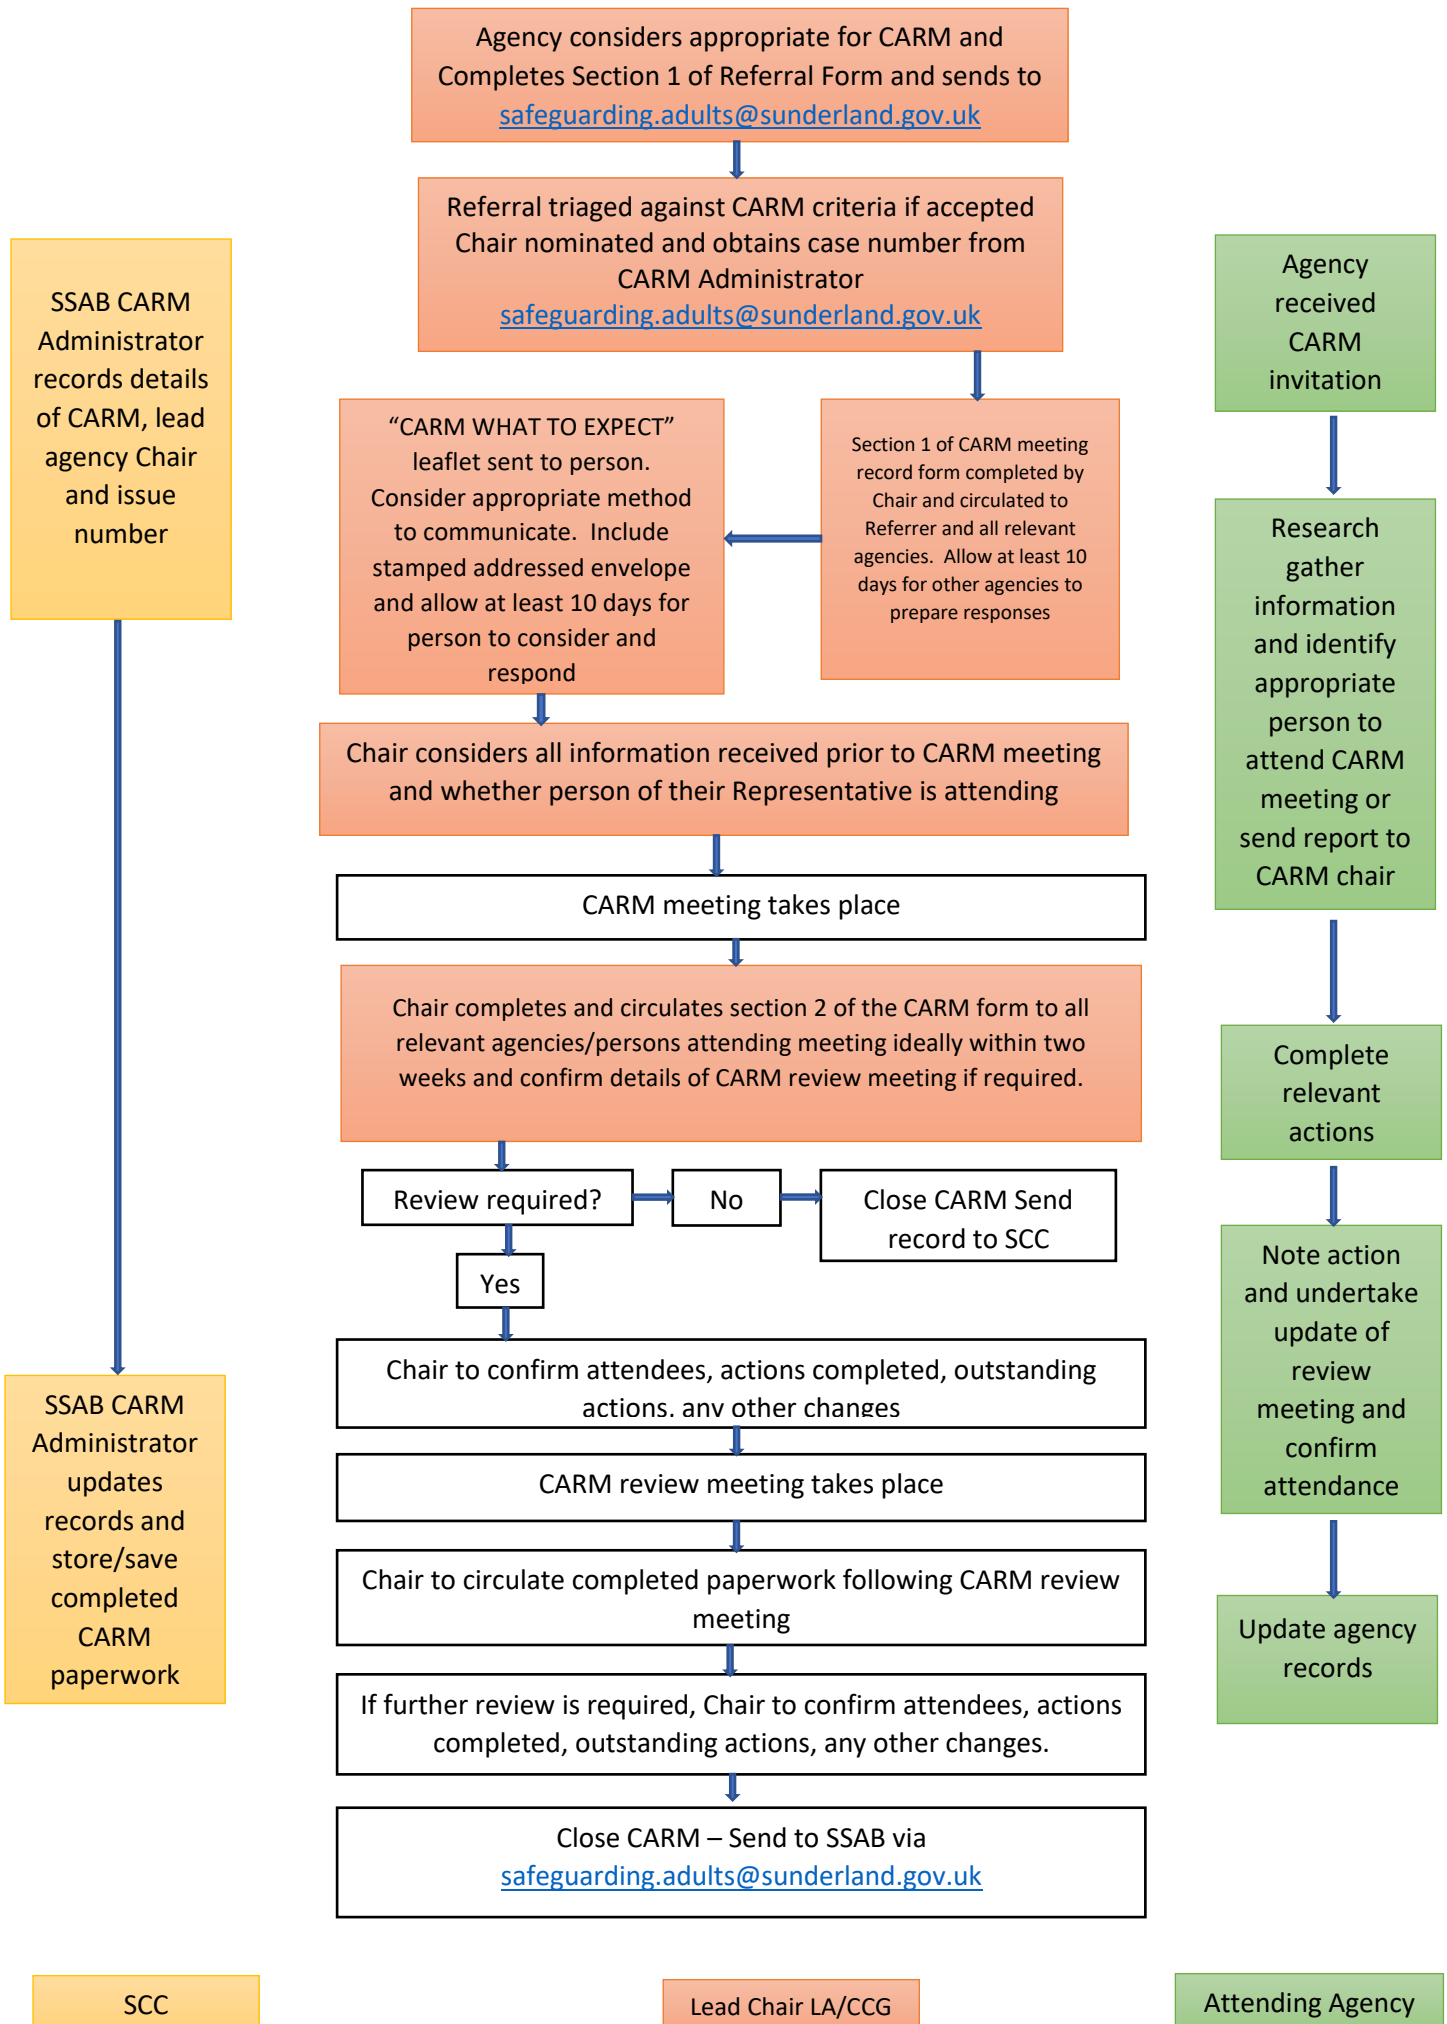 Agency considers appropriate for CARM and
Completes Section 1 of Referral Form and sends to
safeguarding.adults@sunderland.gov.uk
Referral triaged against CARM criteria if accepted
Chair nominated and obtains case number from
CARM Administrator
safeguarding.adults@sunderland.gov.uk
SSAB CARM
Administrator
records details
of CARM, lead
agency Chair
and issue
number
Agency
received
CARM
invitation
“CARM WHAT TO EXPECT”
leaflet sent to person.
Consider appropriate method
to communicate. Include
stamped addressed envelope
and allow at least 10 days for
person to consider and
respond
Section 1 of CARM meeting
record form completed by
Chair and circulated to
Referrer and all relevant
agencies. Allow at least 10
days for other agencies to
prepare responses
Research
gather
information
and identify
appropriate
person to
attend CARM
meeting or
send report to
CARM chair
Chair considers all information received prior to CARM meeting
and whether person of their Representative is attending
CARM meeting takes place
Chair completes and circulates section 2 of the CARM form to all
relevant agencies/persons attending meeting ideally within two
weeks and confirm details of CARM review meeting if required.
Complete
relevant
actions
Review required?
No
Close CARM Send
record to SCC
Yes
Note action
and undertake
update of
review
meeting and
confirm
attendance
Chair to confirm attendees, actions completed, outstanding
actions, any other changes
SSAB CARM
Administrator
updates
records and
store/save
completed
CARM
paperwork
CARM review meeting takes place
Chair to circulate completed paperwork following CARM review
meeting
Update agency
records
If further review is required, Chair to confirm attendees, actions
completed, outstanding actions, any other changes.
Close CARM – Send to SSAB via
safeguarding.adults@sunderland.gov.uk
SCC
Lead Chair LA/CCG
Attending Agency